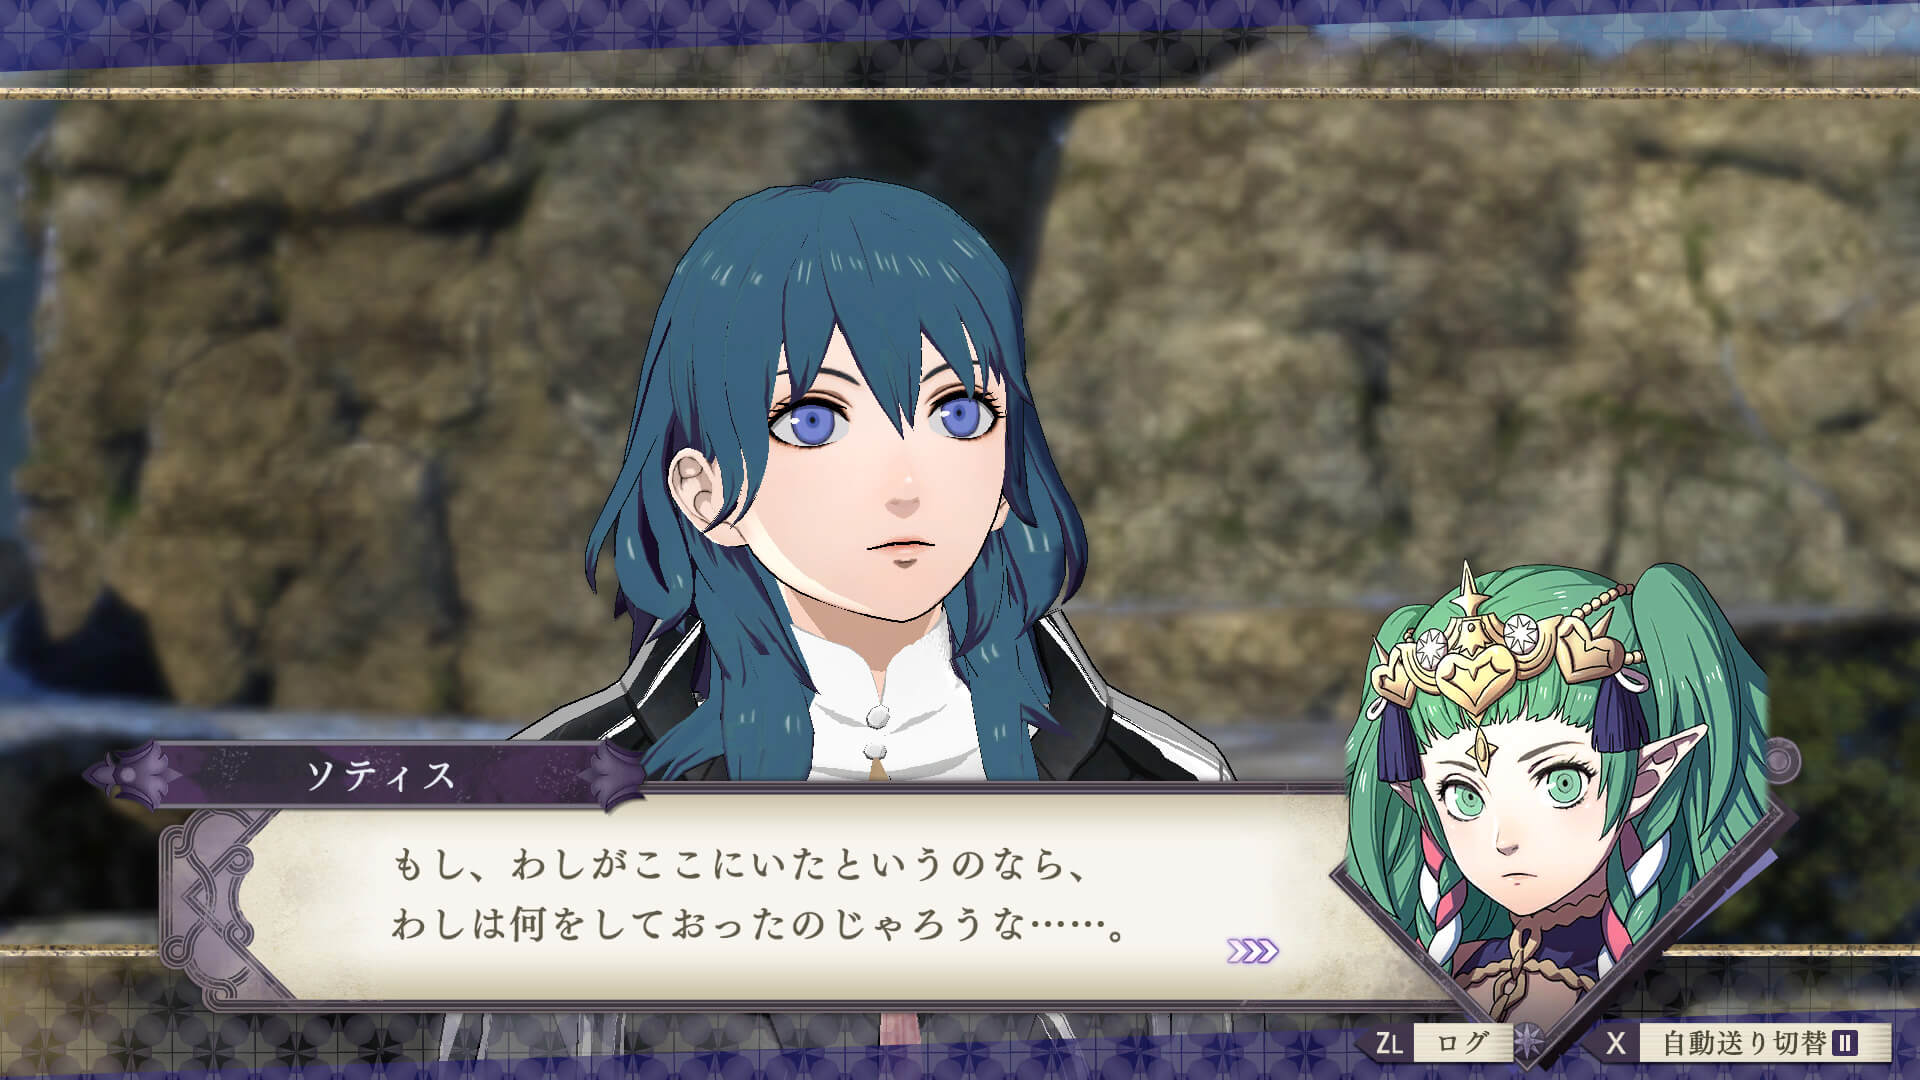 ソティス
もし、わしがここにいたというのなら、
わしは何をしておったのじゃろうな……。
ZL ログ X 自動送り切替